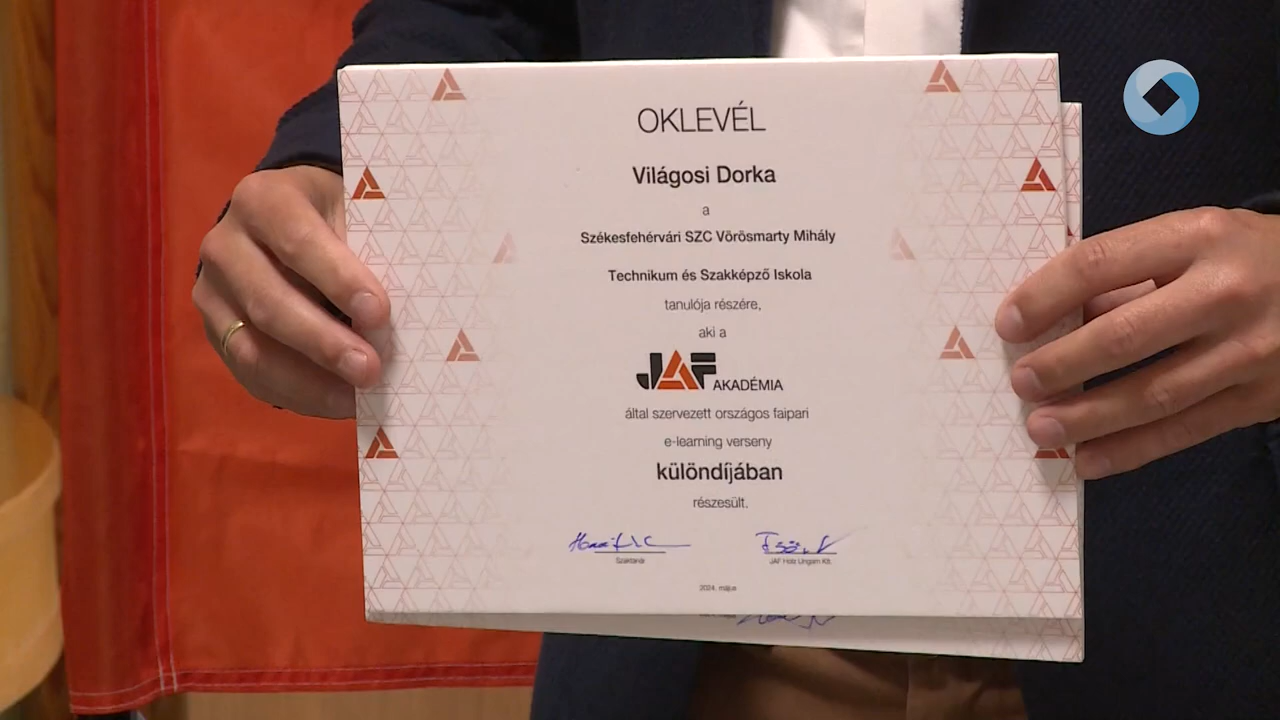 OKLEVÉL
Világosi Dorka
a
Székesfehérvári SZC Vörösmarty Mihály
Technikum és Szakképző Iskola
tanulója részére,
aki a
JAF AKADÉMIA
által szervezett országos faipari
e-learning verseny
különdíjában
részesült.
Szaktanár
JAF Holz Ungarn Kft.
2024. május